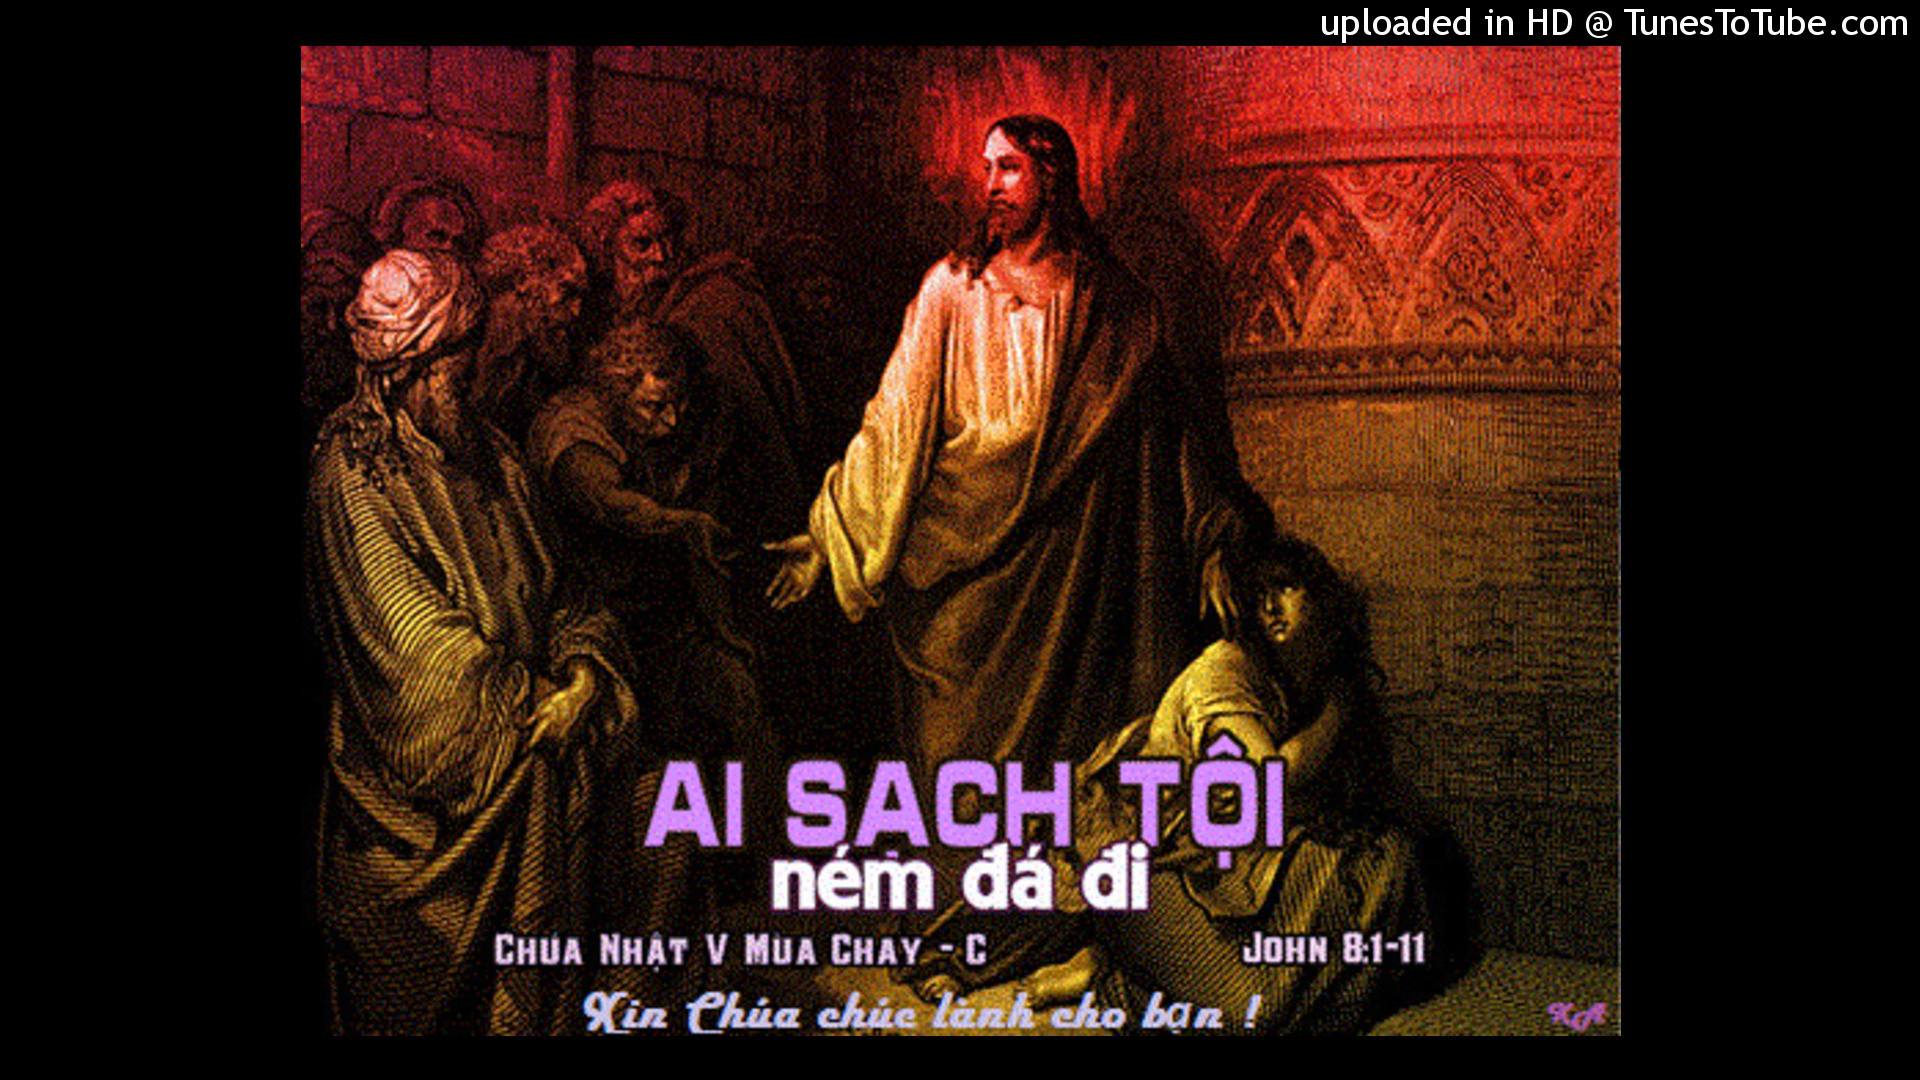 uploaded in HD @ TunesToTube.com
AI SẠCH TỘI
ném đá đi
CHÚA NHẬT V MÙA CHAY - C
JOHN 8:1-11
Xin Chúa chúc lành cho bạn !
XA